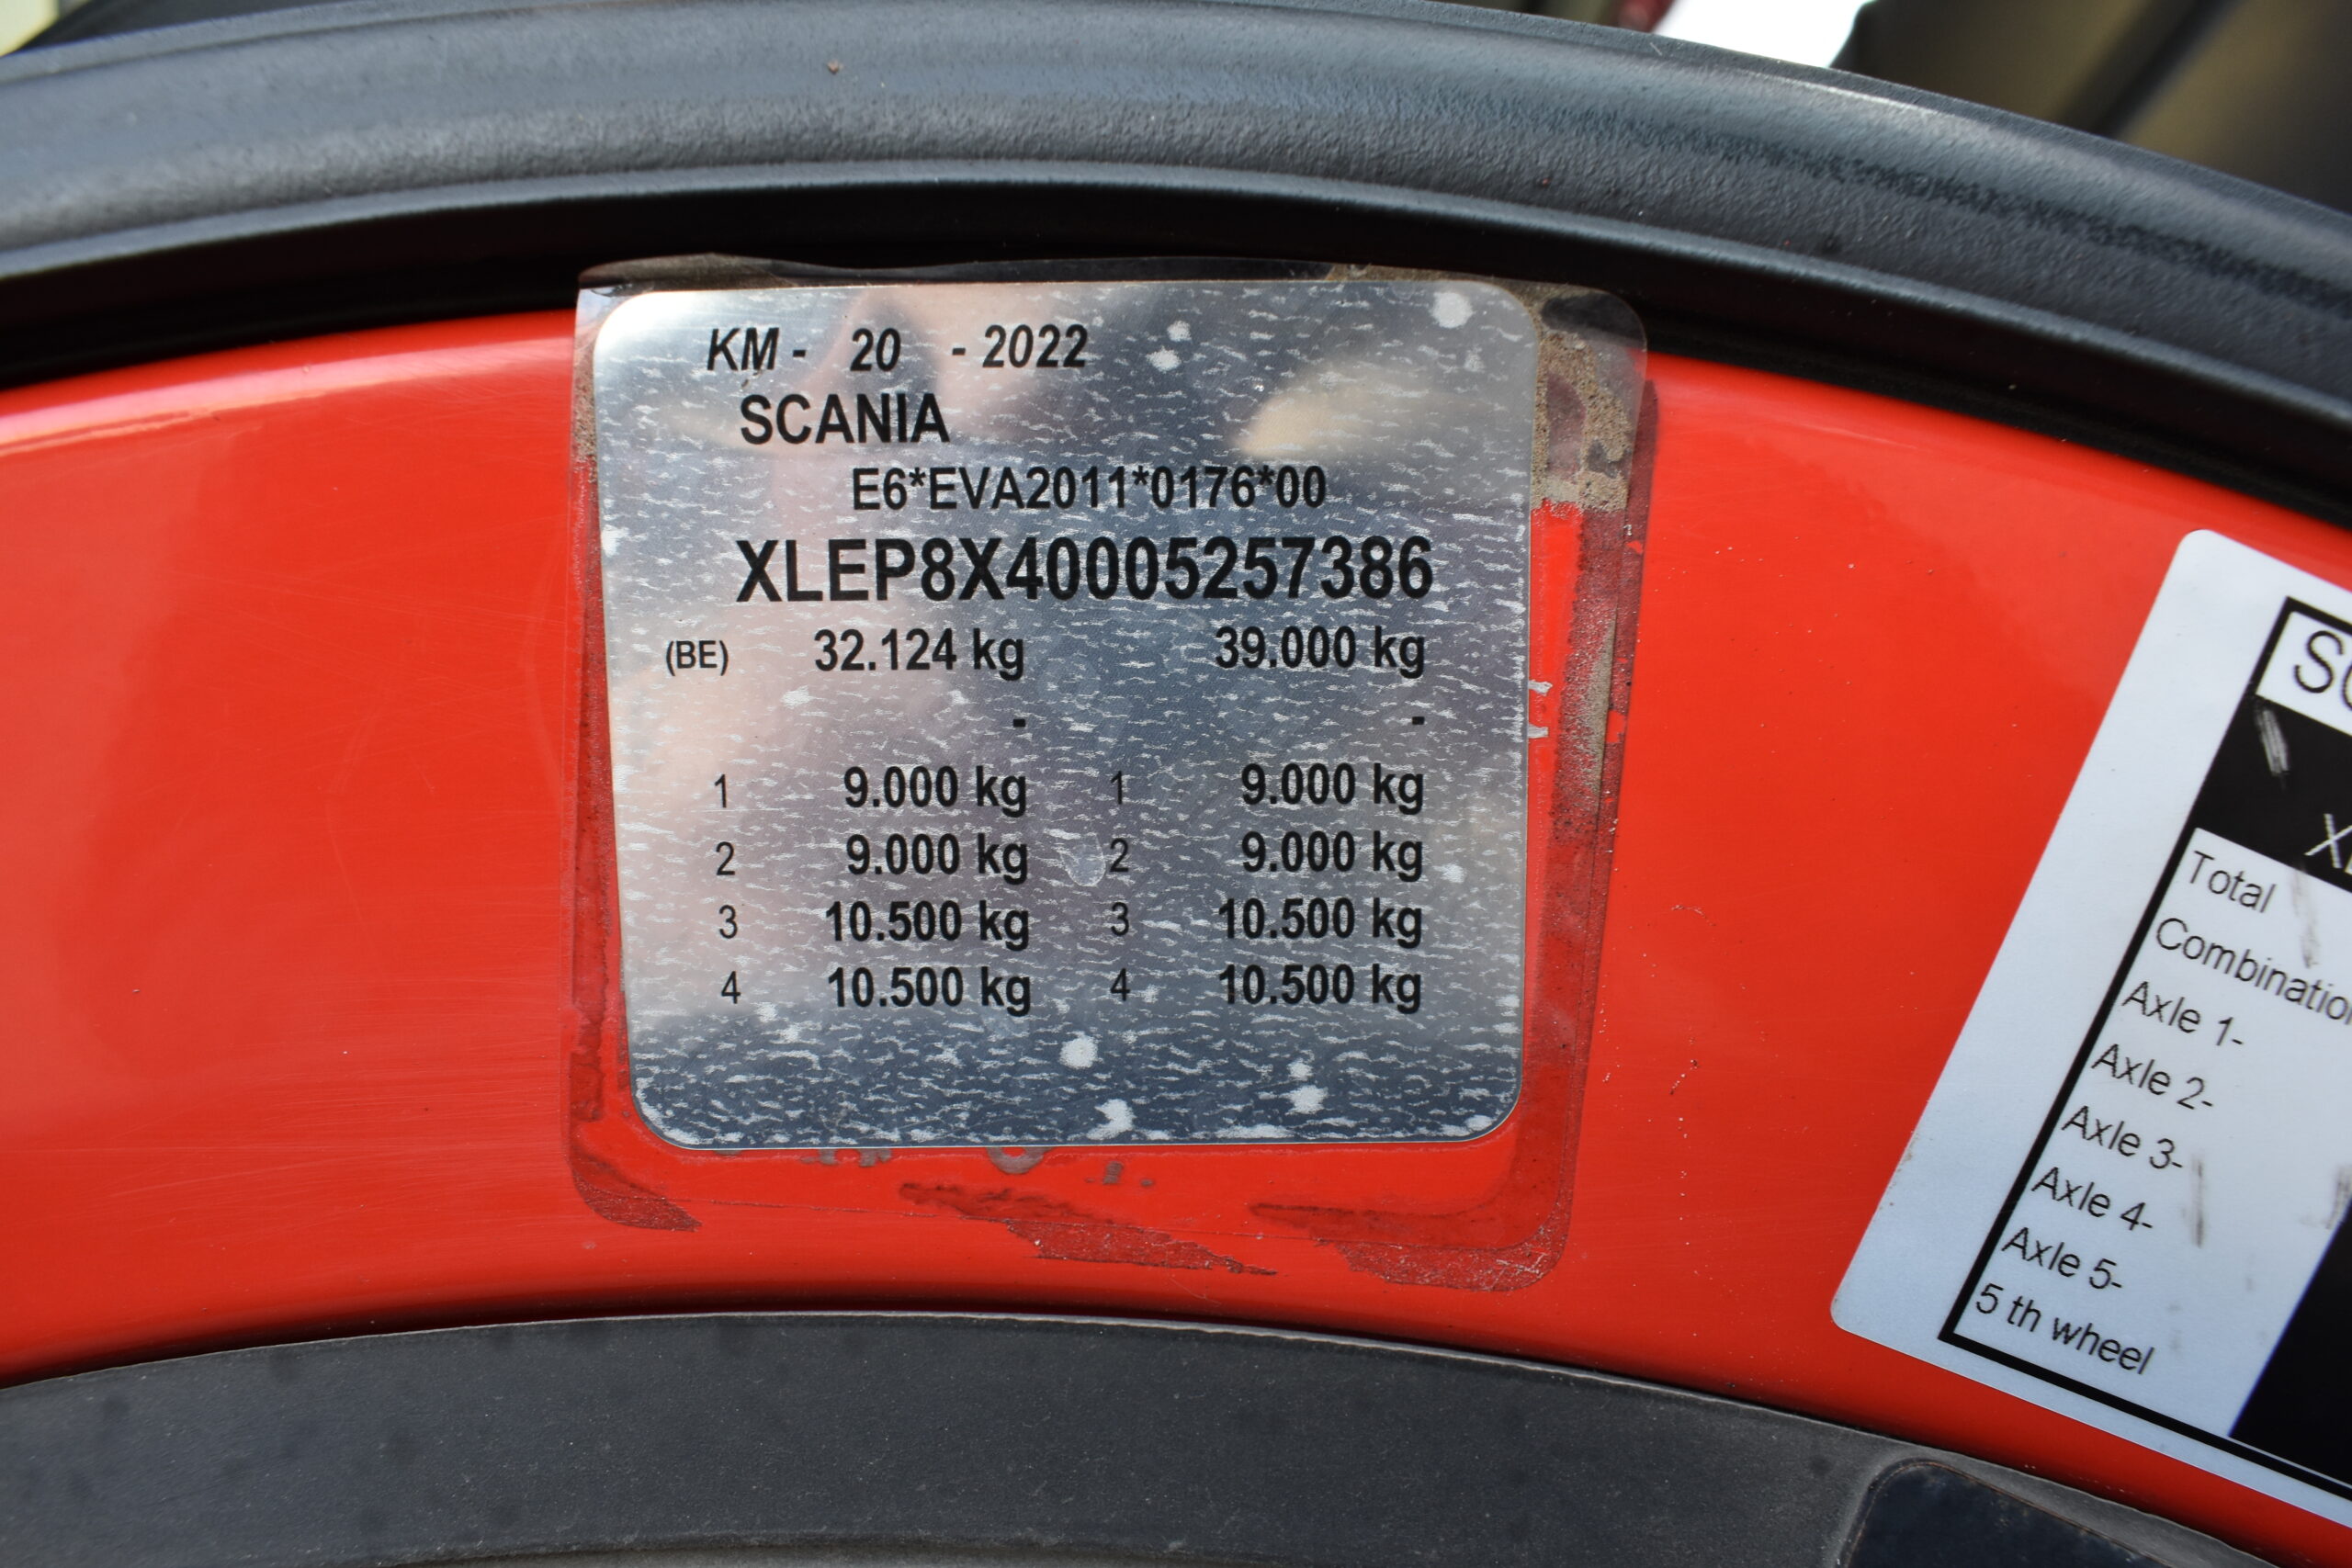 KM - 20 - 2022
SCANIA
E6*EVA2011*0176*00
XLEP8X40005257386
(BE) 32.124 kg 39.000 kg
- -
1 9.000 kg 1 9.000 kg
2 9.000 kg 2 9.000 kg
3 10.500 kg 3 10.500 kg
4 10.500 kg 4 10.500 kg
Total
Combination
Axle 1-
Axle 2-
Axle 3-
Axle 4-
Axle 5-
5 th wheel